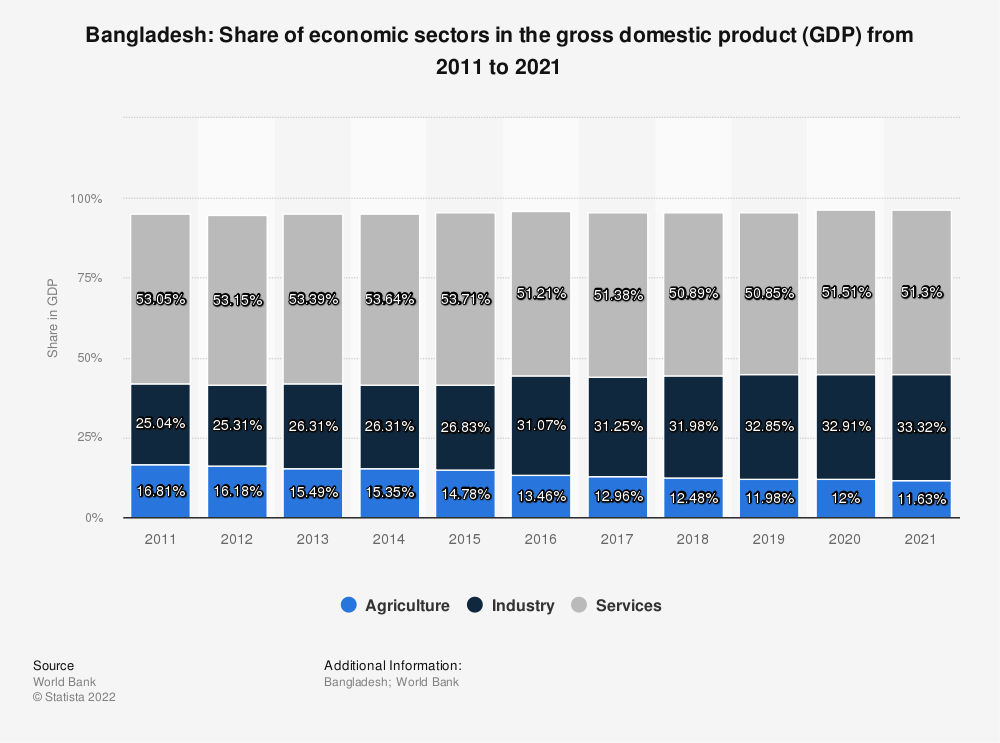 Bangladesh: Share of economic sectors in the gross domestic product (GDP) from
2011 to 2021
Share in GDP
100%
75%
50%
25%
0%
53.05% 53.15% 53.39% 53.64% 53.71% 51.21% 51.38% 50.89% 50.85% 51.51% 51.3%
25.04% 25.31% 26.31% 26.31% 26.83% 31.07% 31.25% 31.98% 32.85% 32.91% 33.32%
16.81% 16.18% 15.49% 15.35% 14.78% 13.46% 12.96% 12.48% 11.98% 12% 11.63%
2011 2012 2013 2014 2015 2016 2017 2018 2019 2020 2021
Agriculture Industry Services
Source
World Bank
© Statista 2022
Additional Information:
Bangladesh; World Bank